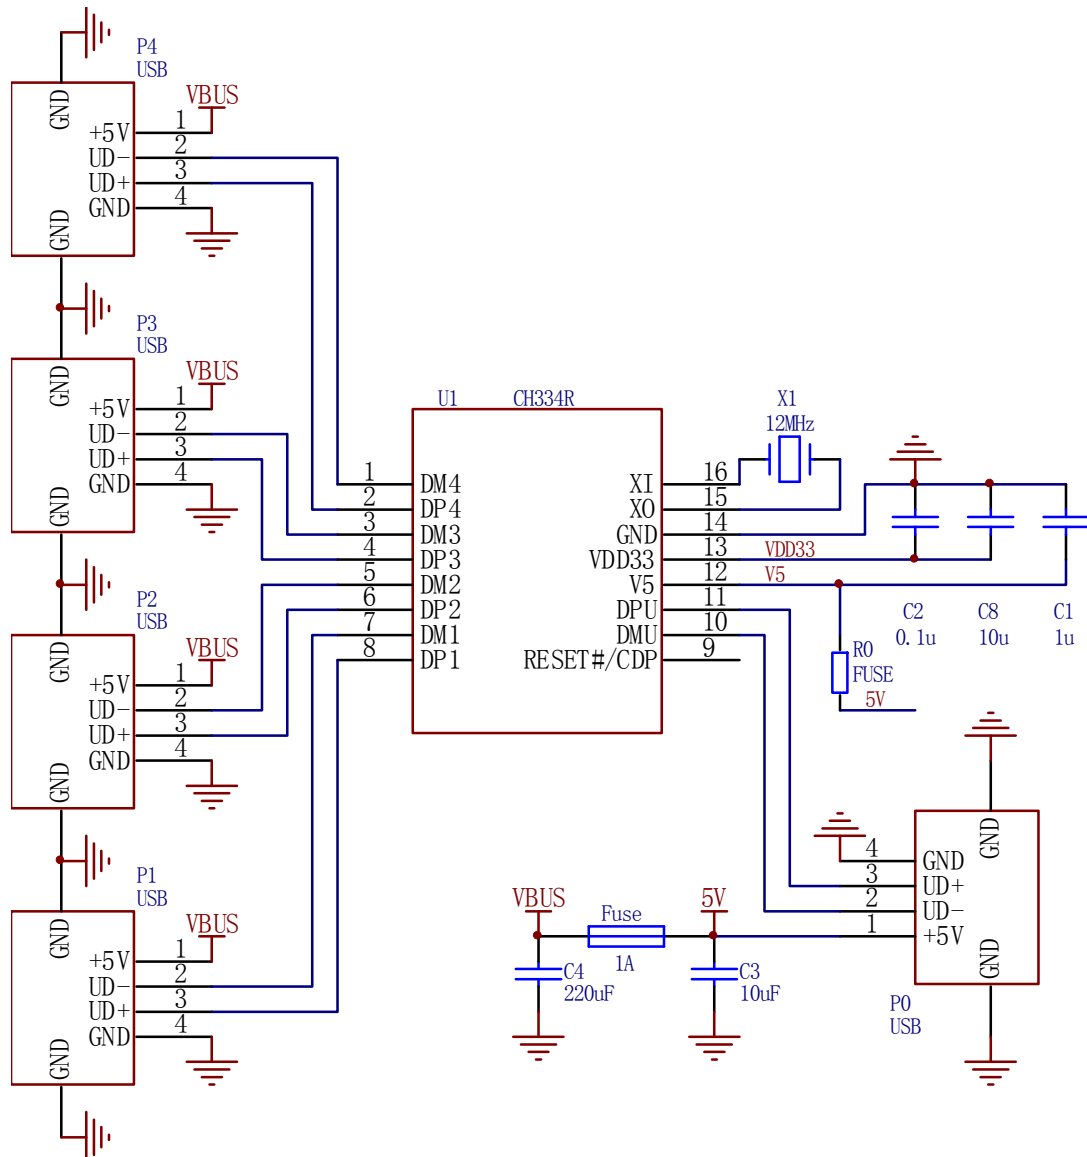 P4
USB
GND
VBUS
+5V 1
UD- 2
UD+ 3
GND 4
GND
P3
USB
GND
VBUS
+5V 1
UD- 2
UD+ 3
GND 4
GND
P2
USB
GND
VBUS
+5V 1
UD- 2
UD+ 3
GND 4
GND
P1
USB
GND
VBUS
+5V 1
UD- 2
UD+ 3
GND 4
GND
U1 CH334R
1 DM4
2 DP4
3 DM3
4 DP3
5 DM2
6 DP2
7 DM1
8 DP1
XI 16
XO 15
GND 14
VDD33 13
V5 12
DPU 11
DMU 10
RESET#/CDP 9
X1
12MHz
VDD33
V5
C2
0.1u
C8
10u
C1
1u
R0
FUSE
5V
VBUS
Fuse
1A
5V
C4
220uF
C3
10uF
GND
4 GND
3 UD+
2 UD-
1 +5V
GND
P0
USB